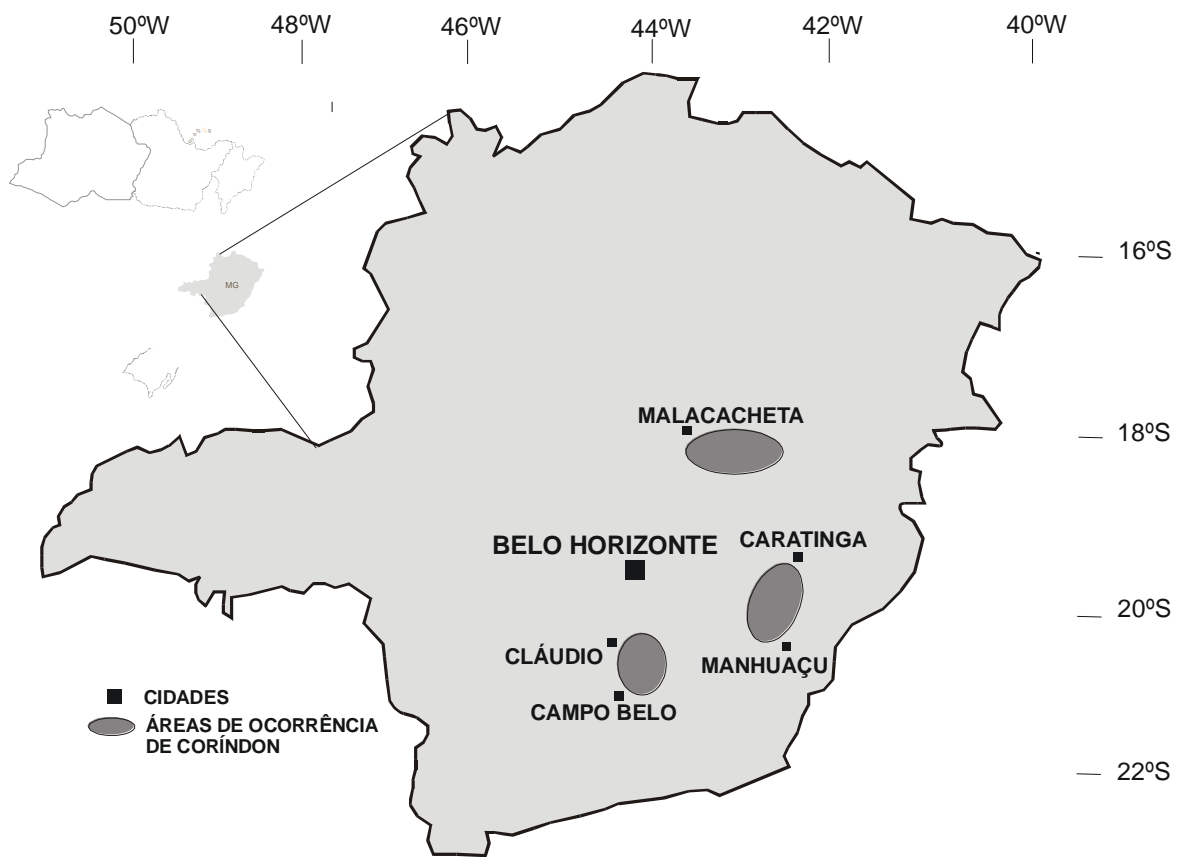 50ºW 48ºW 46ºW 44ºW 42ºW 40ºW
16ºS
MG
MALACACHETA
18ºS
BELO HORIZONTE
CARATINGA
20ºS
CLÁUDIO
MANHUAÇU
CAMPO BELO
CIDADES
ÁREAS DE OCORRÊNCIA
DE CORÍNDON
22ºS